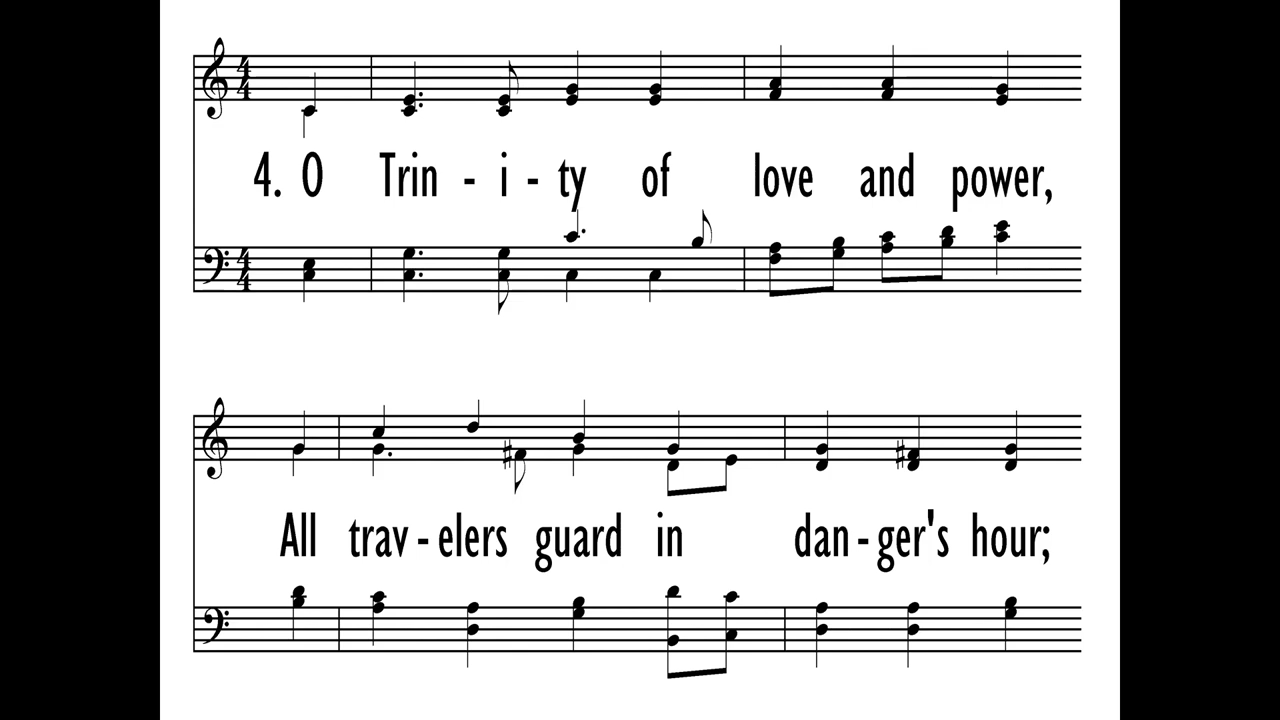 4. O Trin - i - ty of love and power,
All trav - elers guard in dan - ger's hour;